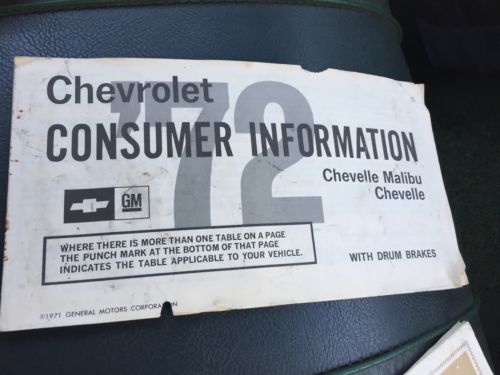 Chevrolet
'72
CONSUMER INFORMATION
Chevelle Malibu
Chevelle
GM
WHERE THERE IS MORE THAN ONE TABLE ON A PAGE
THE PUNCH MARK AT THE BOTTOM OF THAT PAGE
INDICATES THE TABLE APPLICABLE TO YOUR VEHICLE.
WITH DRUM BRAKES
©1971 GENERAL MOTORS CORPORATION